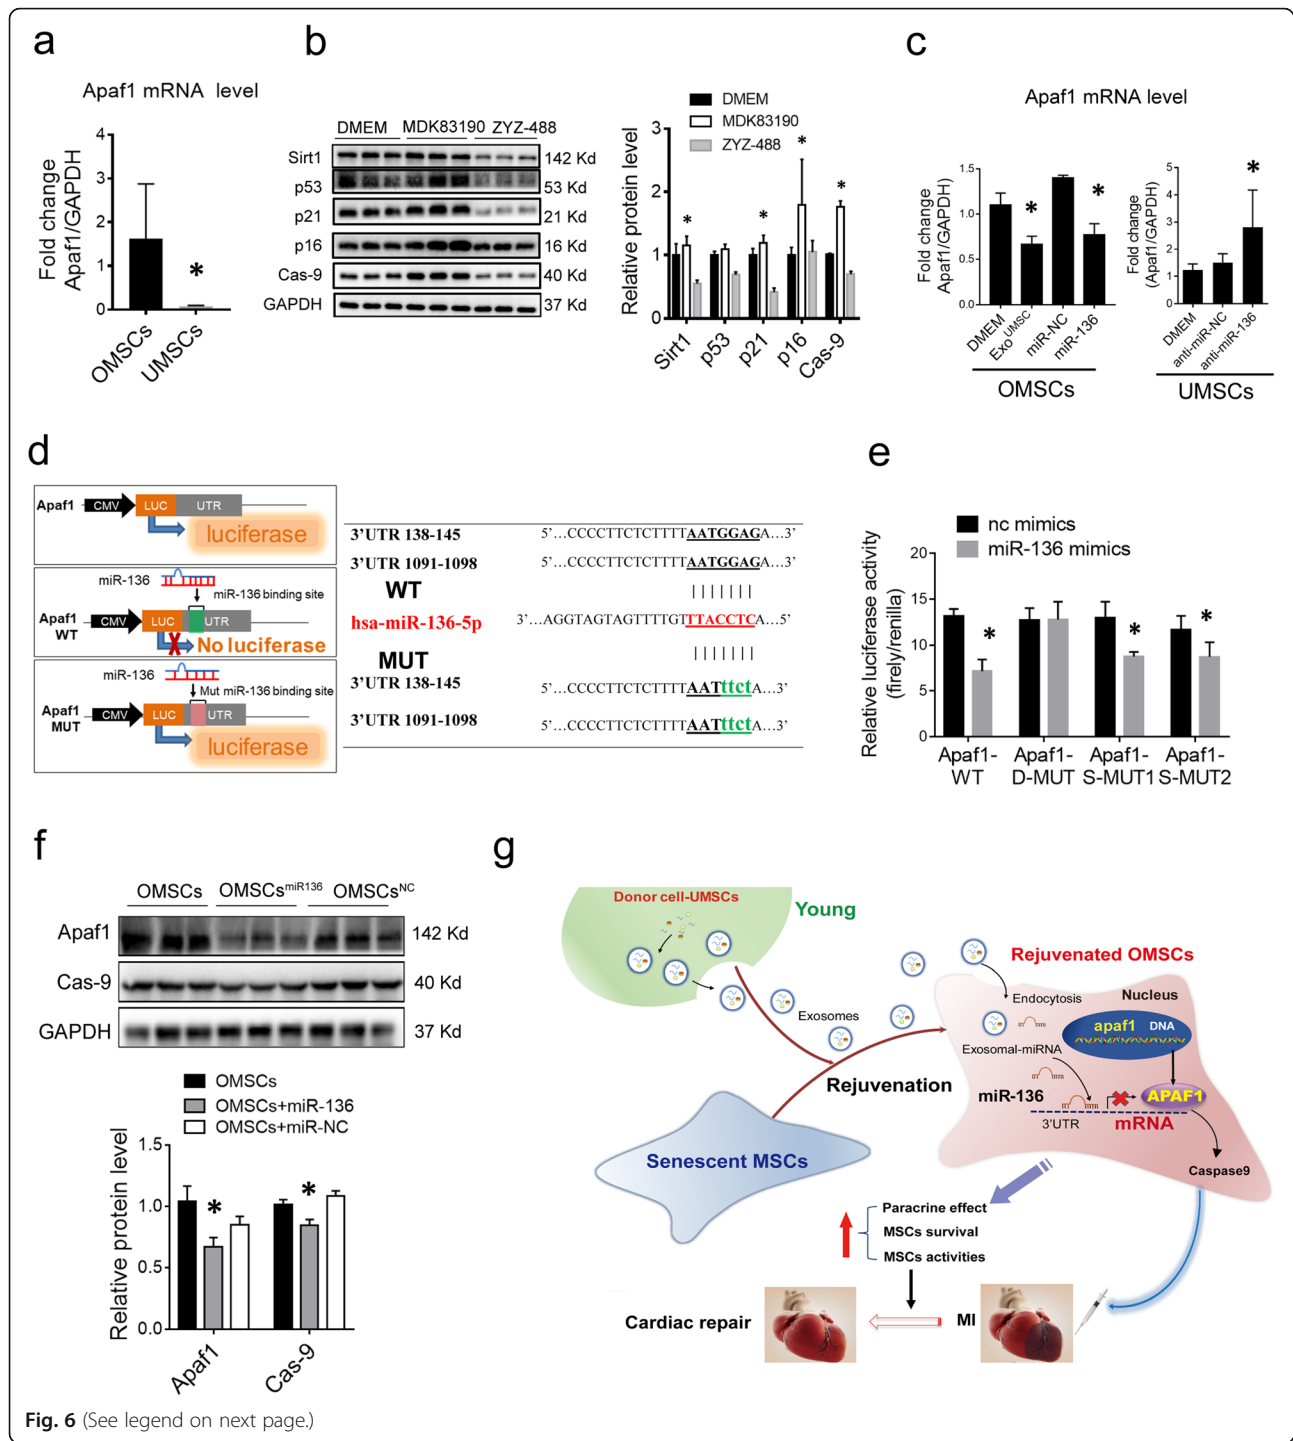 a
Apaf1 mRNA level
Fold change
Apaf1/GAPDH
4
3
2
1
0
*
OMSCs
UMSCs
b
DMEM MDK83190 ZYZ-488
Sirt1 142 Kd
p53 53 Kd
p21 21 Kd
p16 16 Kd
Cas-9 40 Kd
GAPDH 37 Kd
DMEM
MDK83190
ZYZ-488
Relative protein level
3
2
1
0
* * * *
Sirt1
p53
p21
p16
Cas-9
c
Apaf1 mRNA level
Fold change
Apaf1/GAPDH)
1.5
1.0
0.5
0.0
* *
DMEM
Exo^UMSC
miR-NC
miR-136
OMSCs
Fold change
(Apaf1/GAPDH)
5
4
3
2
1
0
*
DMEM
anti-miR-NC
anti-miR-136
UMSCs
d
Apaf1 CMV LUC UTR
luciferase
miR-136
miR-136 binding site
Apaf1
WT
CMV LUC UTR
X No luciferase
miR-136
Mut miR-136 binding site
Apaf1
MUT
CMV LUC UTR
luciferase
3'UTR 138-145 5'…CCCCTTCTCTTTTAATGGAGA…3'
3'UTR 1091-1098 5'…CCCCTTCTCTTTTAATGGAGA…3'
WT | | | | | | |
hsa-miR-136-5p 3'…AGGTAGTAGTTTTGTTTACCTCA…5'
MUT | | | | | | |
3'UTR 138-145 5'…CCCCTTCTCTTTTAATttctA…3'
3'UTR 1091-1098 5'…CCCCTTCTCTTTTAATttctA…3'
e
nc mimics
miR-136 mimics
Relative luciferase activity
(firely/renilla)
20
15
10
5
0
* * *
Apaf1-
WT
Apaf1-
D-MUT
Apaf1-
S-MUT1
Apaf1-
S-MUT2
f
OMSCs OMSCs^miR136 OMSCs^NC
Apaf1 142 Kd
Cas-9 40 Kd
GAPDH 37 Kd
OMSCs
OMSCs+miR-136
OMSCs+miR-NC
Relative protein level
1.5
1.0
0.5
0.0
* *
Apaf1
Cas-9
g
Donor cell-UMSCs
Young
Exosomes
Rejuvenation
Senescent MSCs
Rejuvenated OMSCs
Endocytosis
Nucleus
apaf1 DNA
Exosomal-miRNA
miR-136
APAF1
3'UTR
mRNA
Caspase9
Paracrine effect
MSCs survival
MSCs activities
Cardiac repair
MI
Fig. 6 (See legend on next page.)